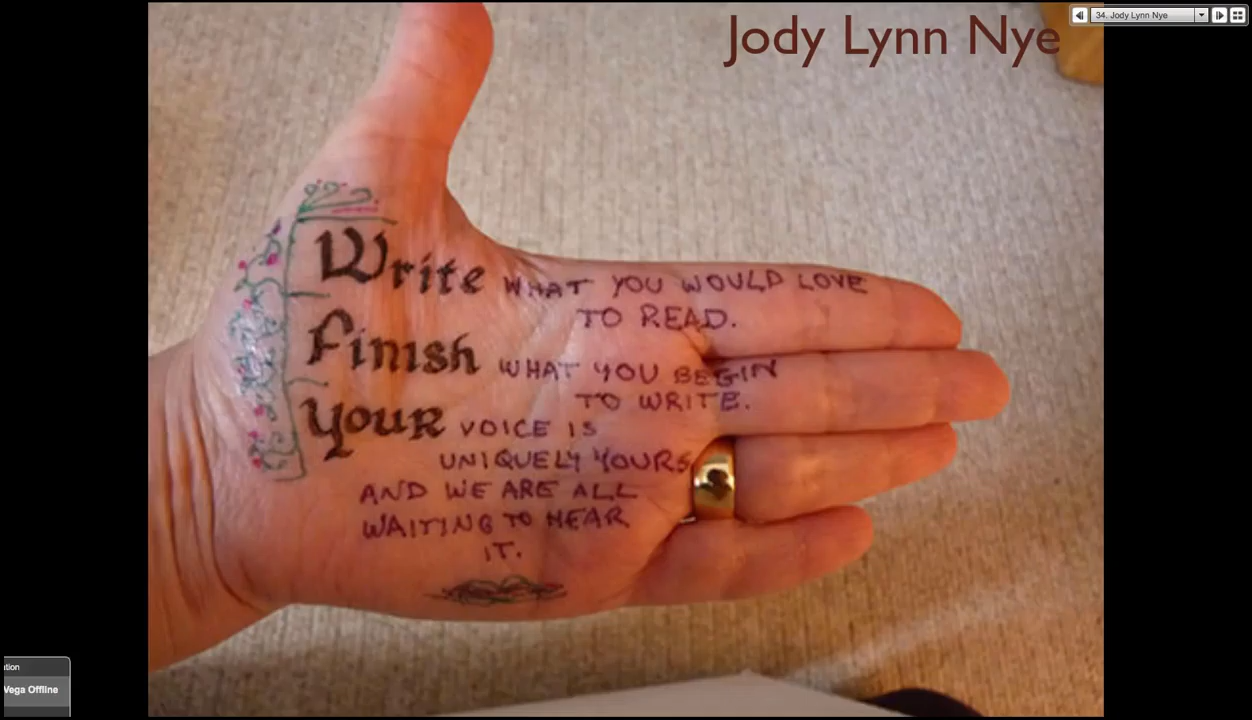 Jody Lynn Nye
34. Jody Lynn Nye
Write WHAT YOU WOULD LOVE
TO READ.
Finish WHAT YOU BEGIN
TO WRITE.
Your VOICE IS
UNIQUELY YOURS
AND WE ARE ALL
WAITING TO HEAR
IT.
ation
Vega Offline